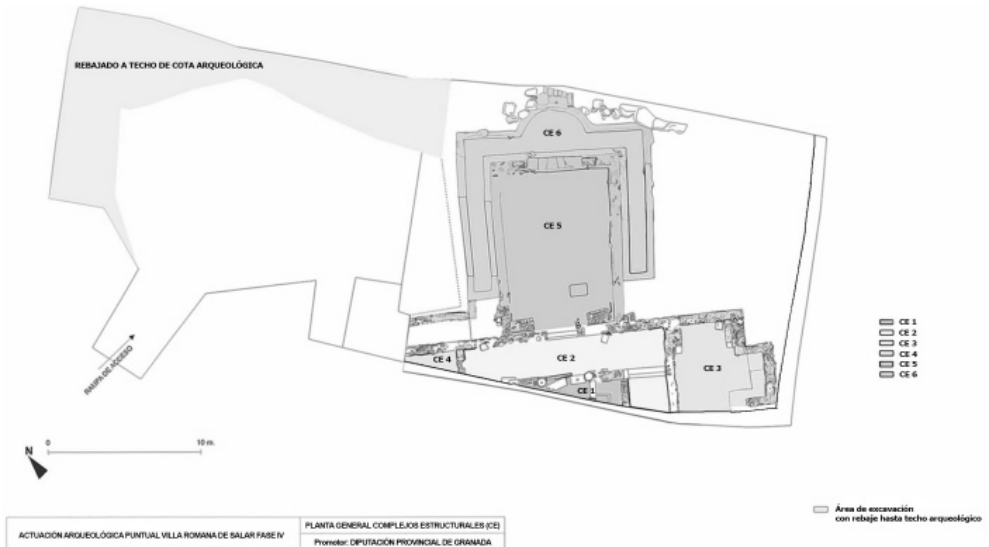 REBAJADO A TECHO DE COTA ARQUEOLÓGICA
CE 6
CE 5
CE 4
CE 2
CE 1
CE 3
RAMPA DE ACCESO
CE 1
CE 2
CE 3
CE 4
CE 5
CE 6
0 10 m.
N
Área de excavación
con rebaje hasta techo arqueológico
ACTUACIÓN ARQUEOLÓGICA PUNTUAL VILLA ROMANA DE SALAR FASE IV
PLANTA GENERAL COMPLEJOS ESTRUCTURALES (CE)
Promotor: DIPUTACIÓN PROVINCIAL DE GRANADA